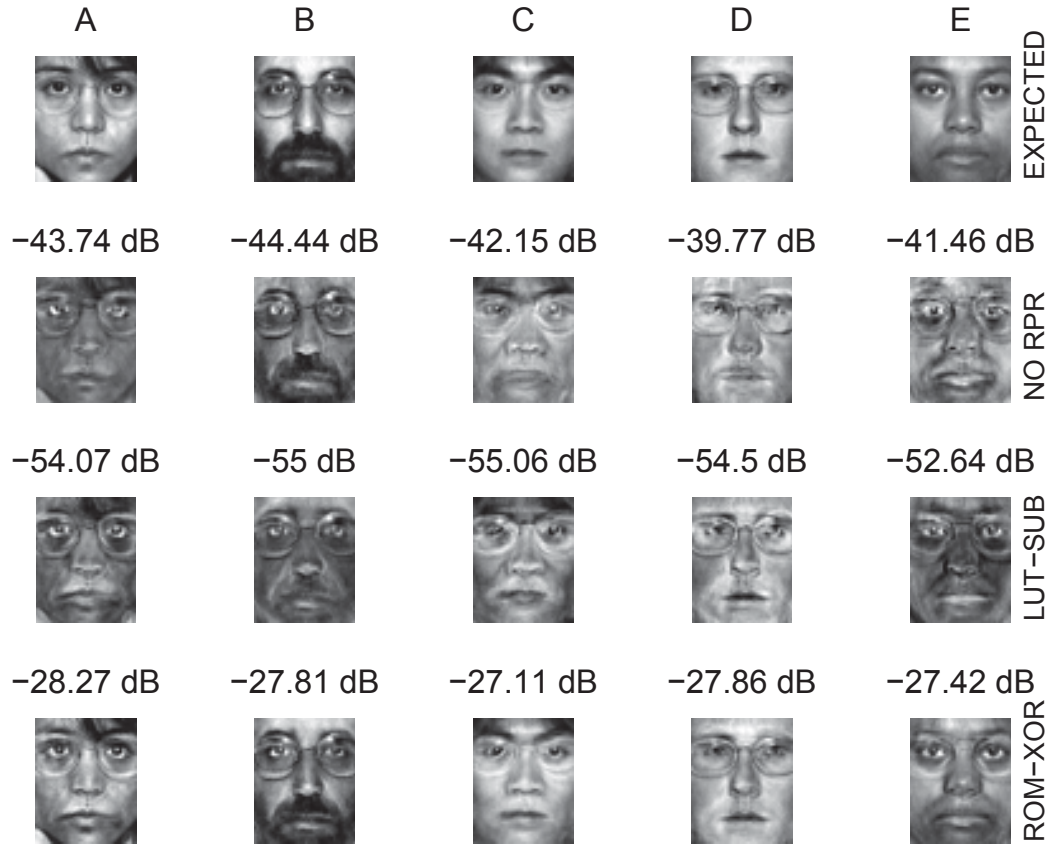 A B C D E
EXPECTED
−43.74 dB −44.44 dB −42.15 dB −39.77 dB −41.46 dB
NO RPR
−54.07 dB −55 dB −55.06 dB −54.5 dB −52.64 dB
LUT−SUB
−28.27 dB −27.81 dB −27.11 dB −27.86 dB −27.42 dB
ROM−XOR